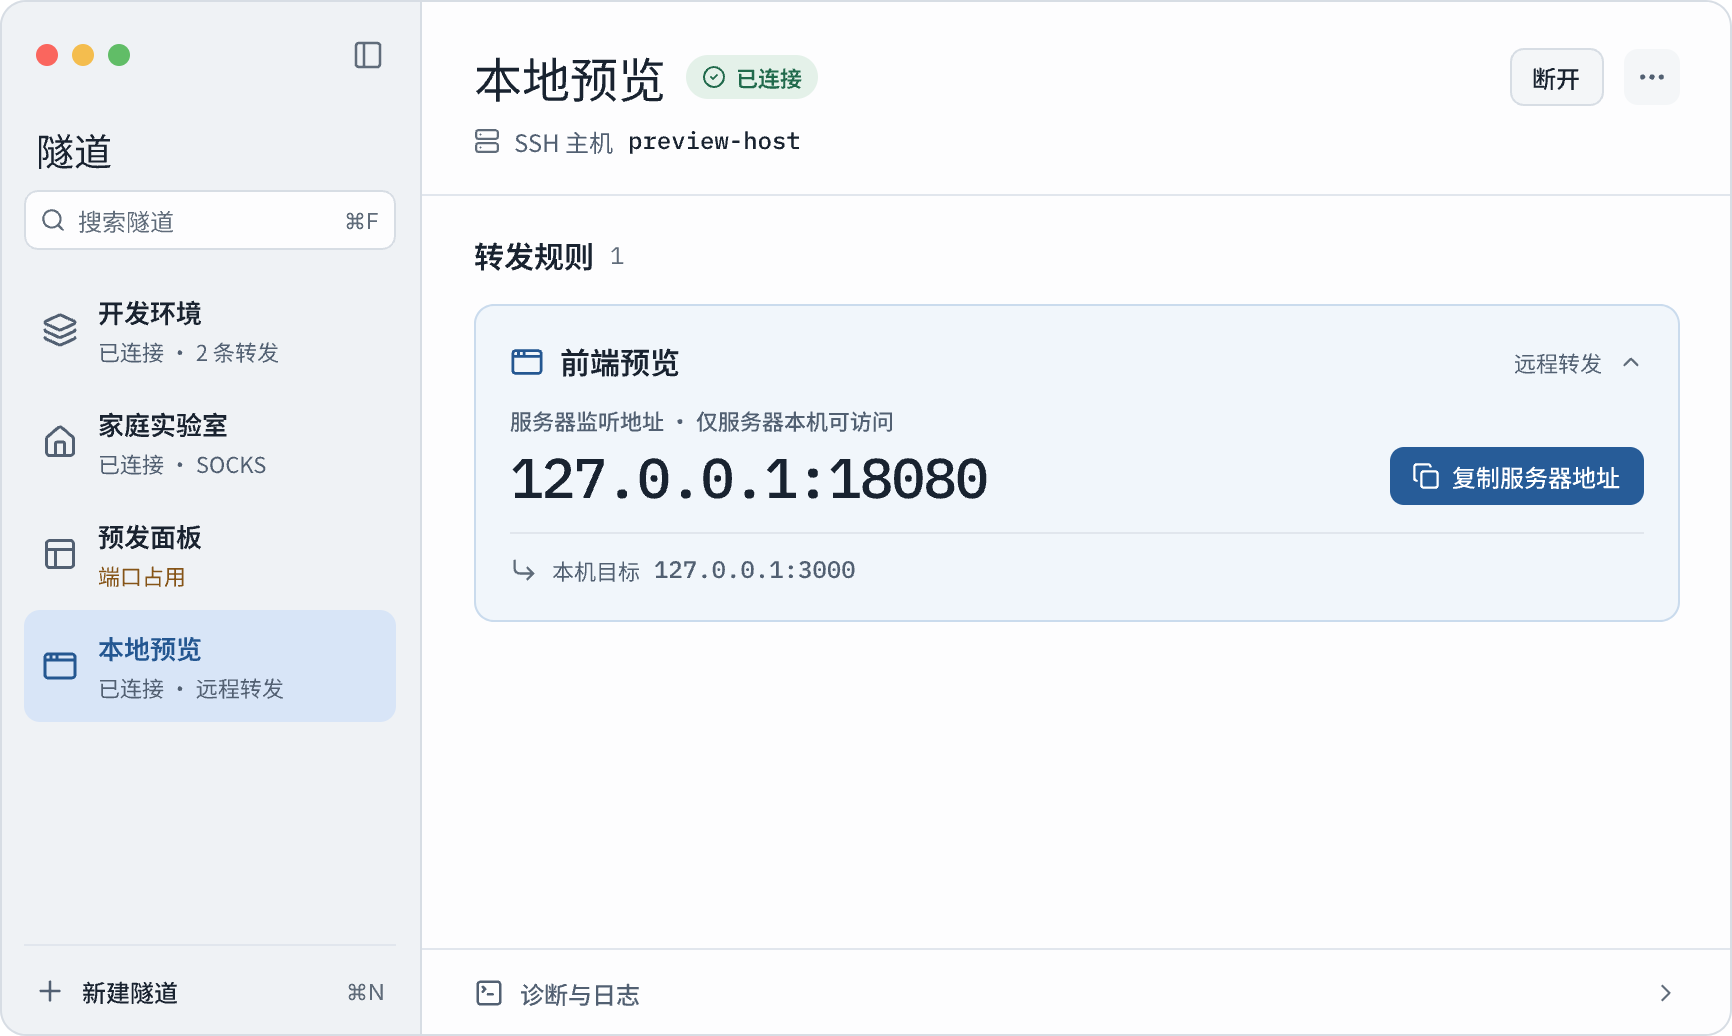 隧道
搜索隧道 ⌘F
开发环境
已连接 · 2 条转发
家庭实验室
已连接 · SOCKS
预发面板
端口占用
本地预览
已连接 · 远程转发
新建隧道 ⌘N
本地预览 已连接 断开
SSH 主机 preview-host
转发规则 1
前端预览 远程转发
服务器监听地址 · 仅服务器本机可访问
127.0.0.1:18080 复制服务器地址
本机目标 127.0.0.1:3000
诊断与日志